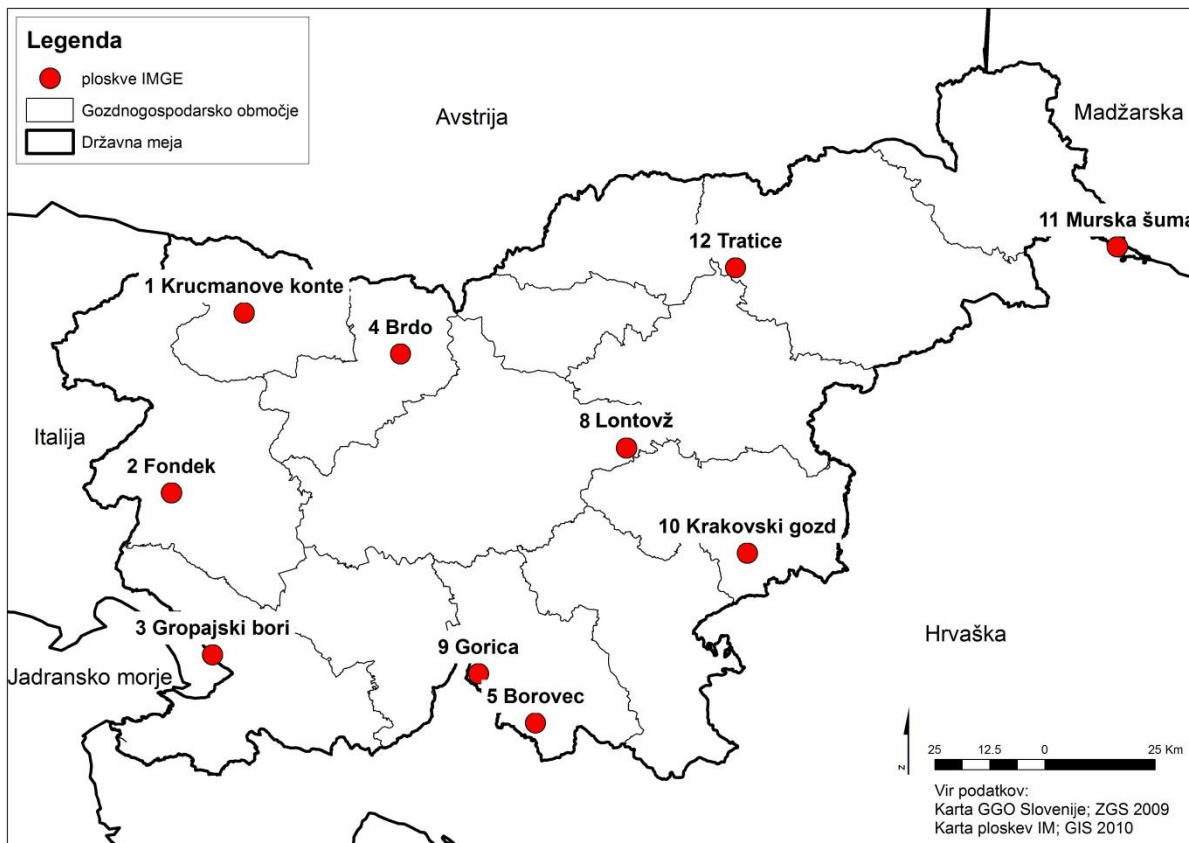 Legenda
ploskve IMGE
Gozdnogospodarsko območje
Državna meja
Avstrija
Madžarska
11 Murska šuma
12 Tratice
1 Krucmanove konte
4 Brdo
8 Lontovž
Italija
2 Fondek
10 Krakovski gozd
3 Gropajski bori
9 Gorica
Hrvaška
Jadransko morje
5 Borovec
N
25 12.5 0 25 Km
Vir podatkov:
Karta GGO Slovenije; ZGS 2009
Karta ploskev IM; GIS 2010